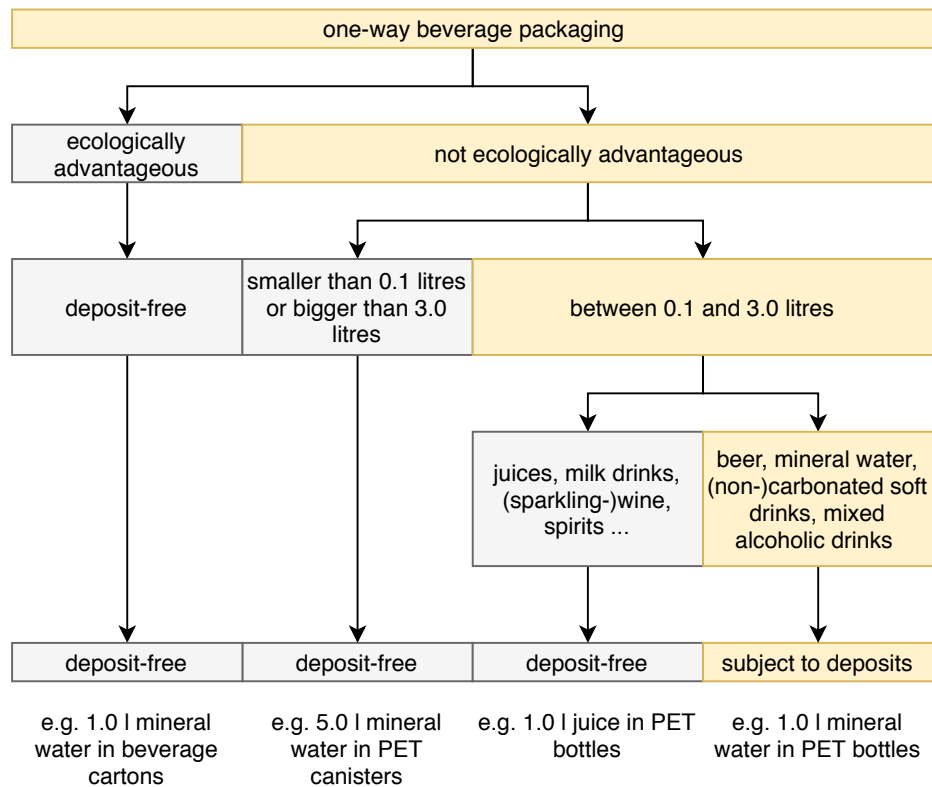 one-way beverage packaging
ecologically
advantageous
not ecologically advantageous
deposit-free
smaller than 0.1 litres
or bigger than 3.0
litres
between 0.1 and 3.0 litres
juices, milk drinks,
(sparkling-)wine,
spirits ...
beer, mineral water,
(non-)carbonated soft
drinks, mixed
alcoholic drinks
deposit-free
deposit-free
deposit-free
subject to deposits
e.g. 1.0 l mineral
water in beverage
cartons
e.g. 5.0 l mineral
water in PET
canisters
e.g. 1.0 l juice in PET
bottles
e.g. 1.0 l mineral
water in PET bottles